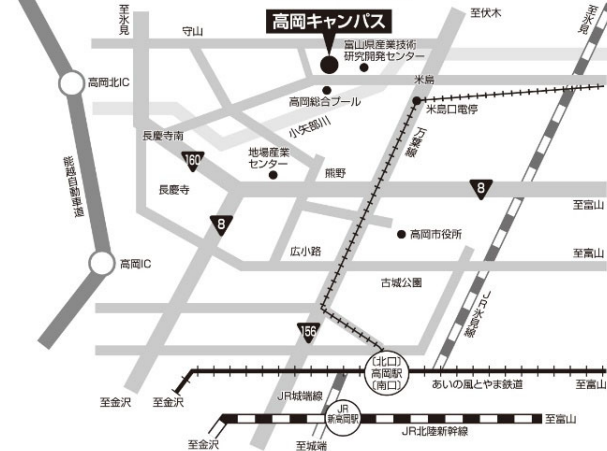 至氷見
守山
高岡キャンパス
至伏木
至氷見
富山県産業技術
研究開発センター
高岡北IC
米島
高岡総合プール
米島口電停
小矢部川
長慶寺南
万葉線
160
地場産業
センター
熊野
能越自動車道
長慶寺
8
8
至富山
高岡市役所
広小路
至富山
高岡IC
古城公園
JR氷見線
156
〔北口〕
高岡駅
〔南口〕
あいの風とやま鉄道
至富山
至金沢
至金沢
JR城端線
JR
新高岡駅
至富山
JR北陸新幹線
至金沢
至城端